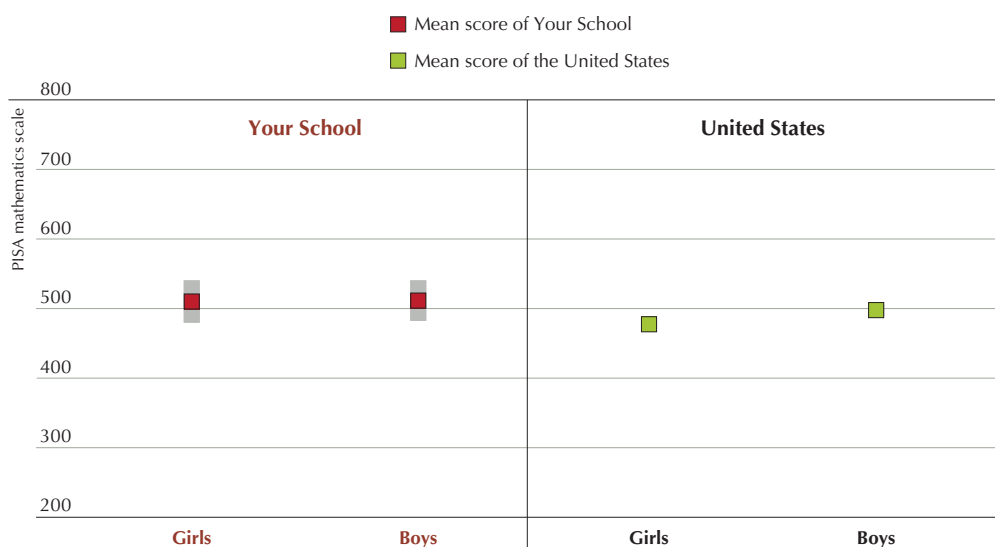 Mean score of Your School
Mean score of the United States
PISA mathematics scale
800
Your School
United States
700
600
500
400
300
200
Girls
Boys
Girls
Boys